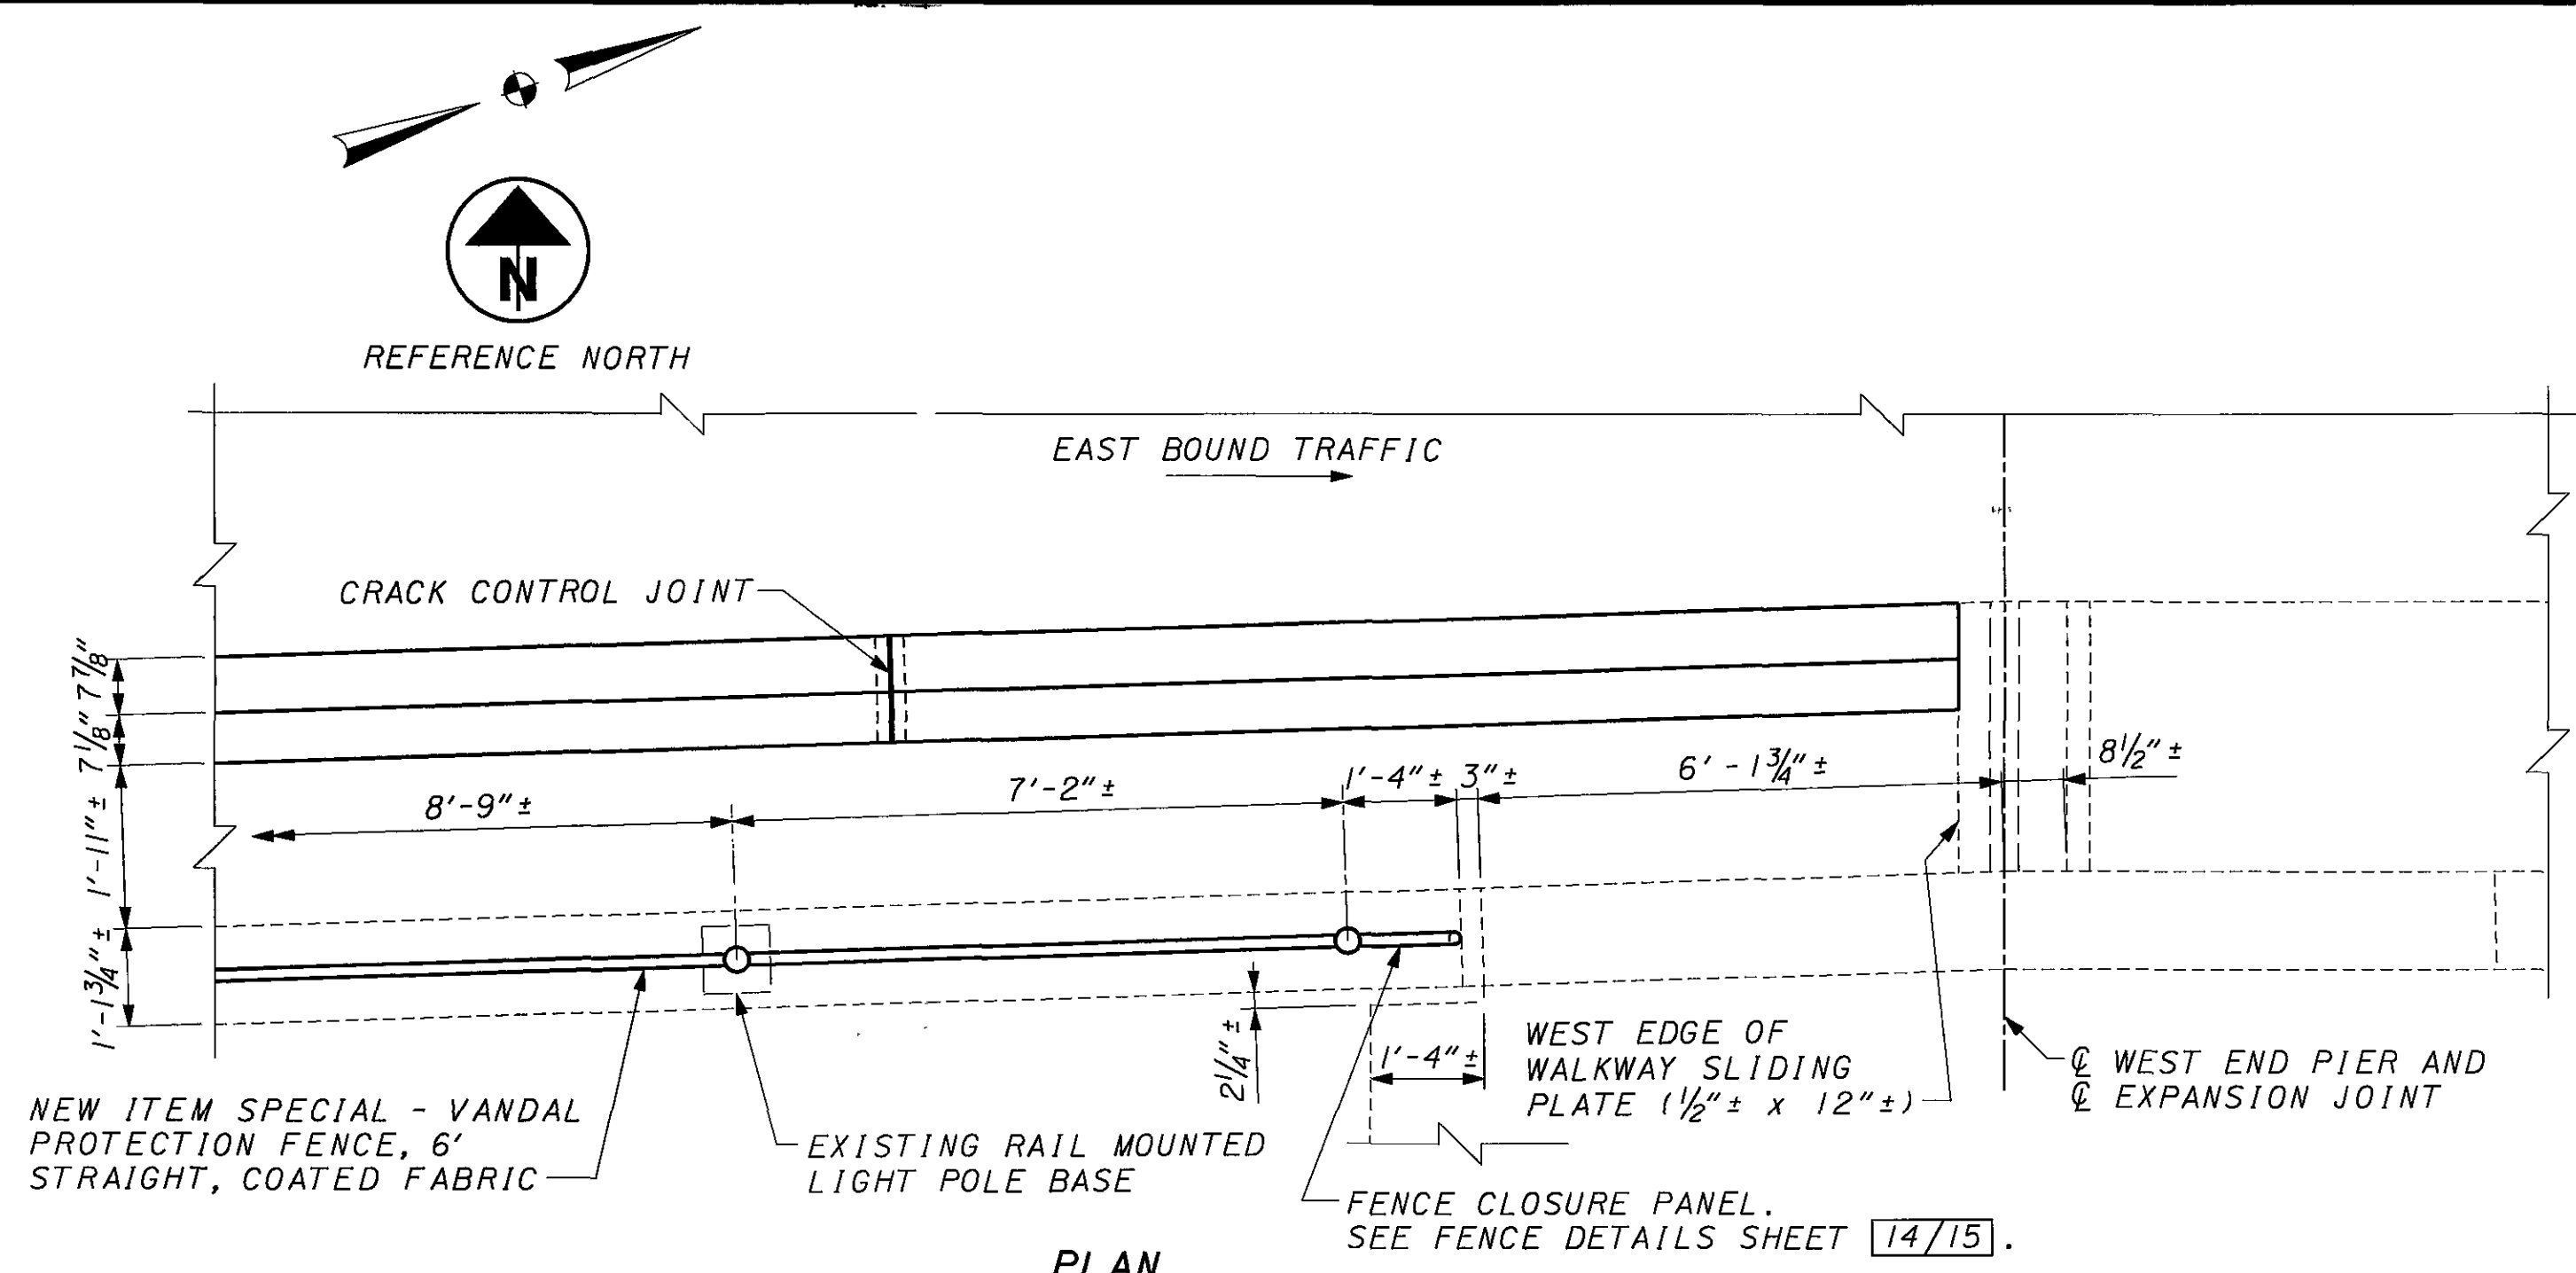 N
REFERENCE NORTH
EAST BOUND TRAFFIC
CRACK CONTROL JOINT
7 7/8"
7 1/8"
1'-11"±
1'-1 3/4"±
8'-9"±
7'-2"±
1'-4"±
3"±
6'-1 3/4"±
8 1/2"±
2 1/4"±
1'-4"±
WEST EDGE OF
WALKWAY SLIDING
PLATE (1/2"± x 12"±)
℄ WEST END PIER AND
℄ EXPANSION JOINT
NEW ITEM SPECIAL - VANDAL
PROTECTION FENCE, 6'
STRAIGHT, COATED FABRIC
EXISTING RAIL MOUNTED
LIGHT POLE BASE
FENCE CLOSURE PANEL.
SEE FENCE DETAILS SHEET 14/15.
PLAN